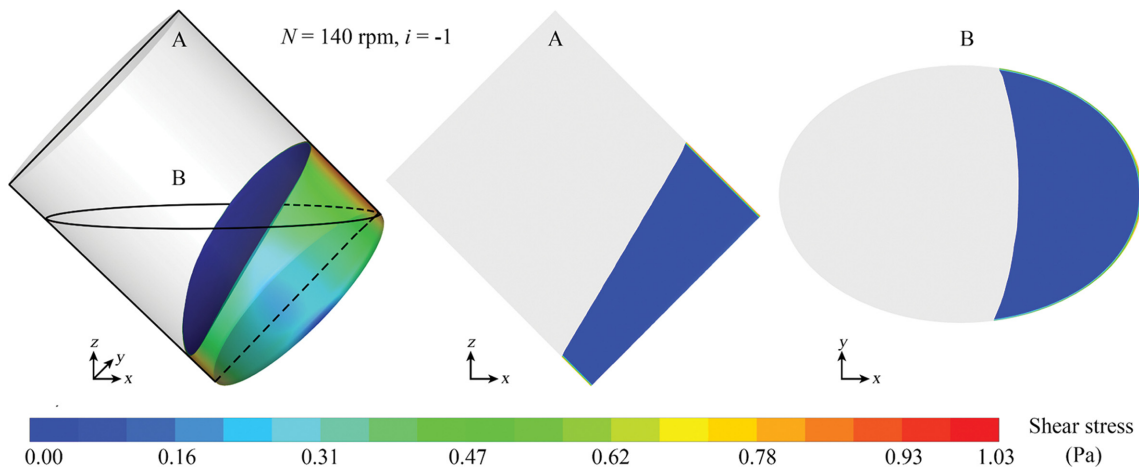 A
N = 140 rpm, i = -1
A
B
B
z
y
x
z
x
y
x
Shear stress
(Pa)
0.00 0.16 0.31 0.47 0.62 0.78 0.93 1.03